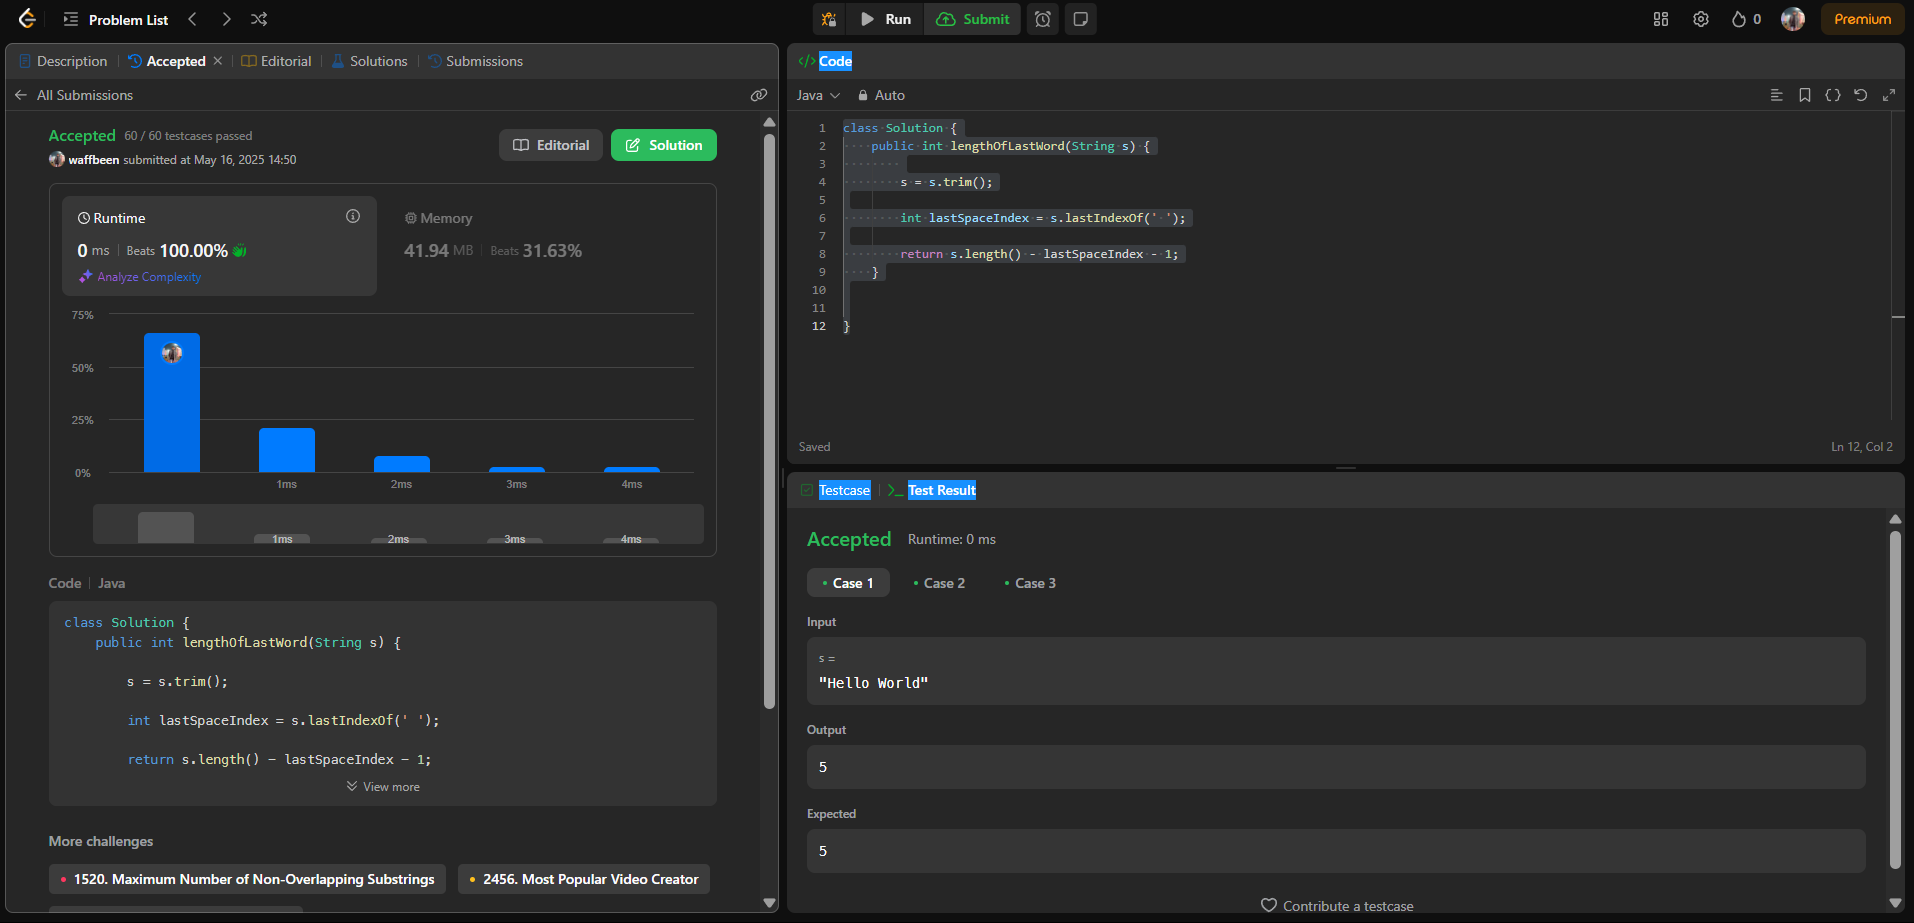 Problem List
Run
Submit
0
Premium
Description
Accepted
Editorial
Solutions
Submissions
All Submissions
Accepted 60 / 60 testcases passed
waffbeen submitted at May 16, 2025 14:50
Editorial
Solution
Runtime
0 ms Beats 100.00%
Analyze Complexity
Memory
41.94 MB Beats 31.63%
75%
50%
25%
0%
1ms 2ms 3ms 4ms
1ms 2ms 3ms 4ms
Code Java
class Solution {
public int lengthOfLastWord(String s) {
s = s.trim();
int lastSpaceIndex = s.lastIndexOf(' ');
return s.length() - lastSpaceIndex - 1;
View more
More challenges
1520. Maximum Number of Non-Overlapping Substrings
2456. Most Popular Video Creator
</> Code
Java Auto
1 class Solution {
2 public int lengthOfLastWord(String s) {
3
4 s = s.trim();
5
6 int lastSpaceIndex = s.lastIndexOf(' ');
7
8 return s.length() - lastSpaceIndex - 1;
9 }
10
11
12 }
Saved
Ln 12, Col 2
Testcase
>_ Test Result
Accepted Runtime: 0 ms
Case 1 Case 2 Case 3
Input
s =
"Hello World"
Output
5
Expected
5
Contribute a testcase